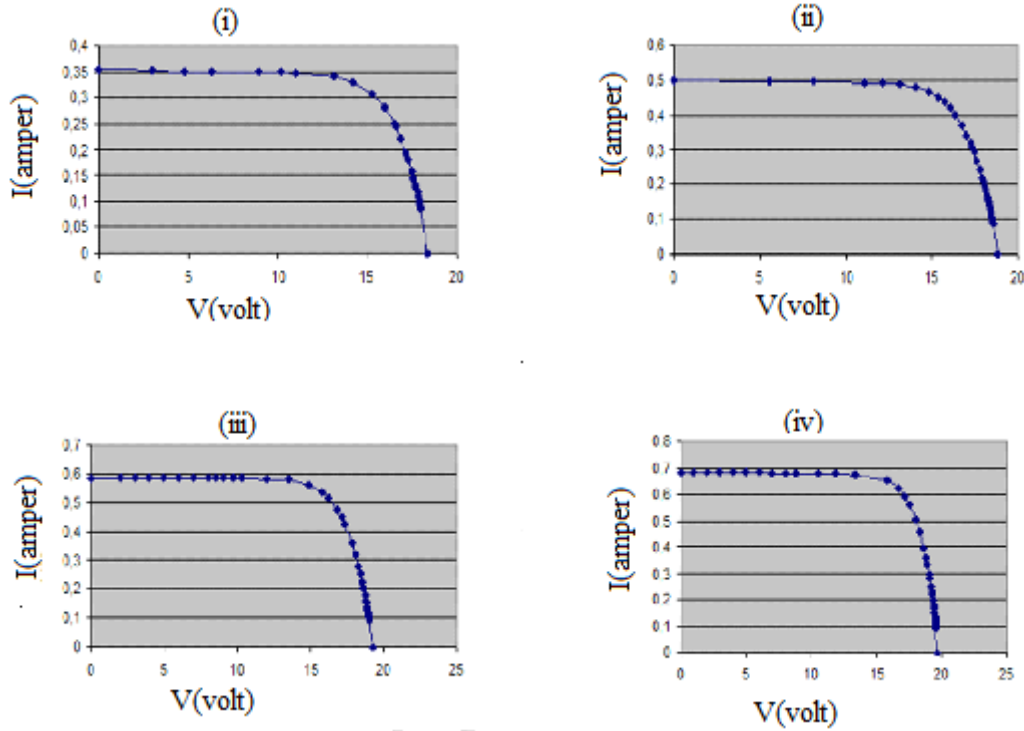 (i)
I(amper)
0,4
0,35
0,3
0,25
0,2
0,15
0,1
0,05
0
0 5 10 15 20
V(volt)
(ii)
I(amper)
0.6
0.5
0.4
0.3
0.2
0.1
0
0 5 10 15 20
V(volt)
(iii)
I(amper)
0,7
0,6
0,5
0,4
0,3
0,2
0,1
0
0 5 10 15 20 25
V(volt)
(iv)
I(amper)
0.8
0.7
0.6
0.5
0.4
0.3
0.2
0.1
0
0 5 10 15 20 25
V(volt)